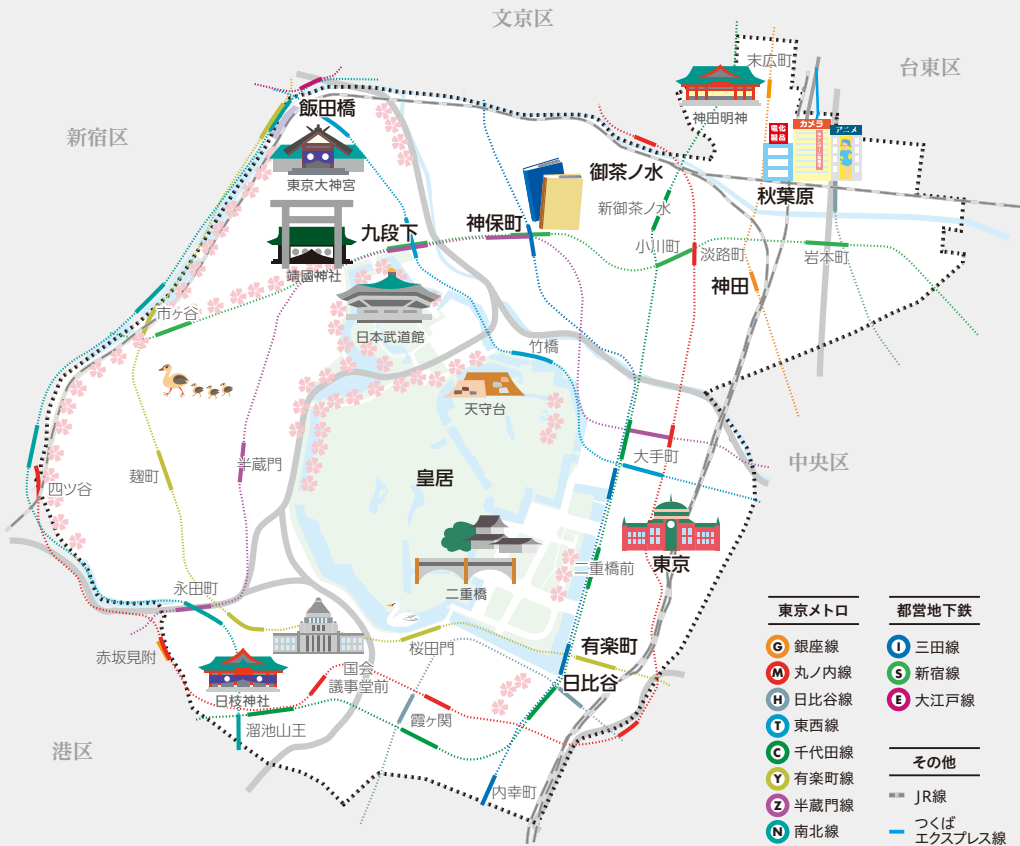 文京区
台東区
新宿区
中央区
港区
末広町
神田明神
電化
製品
カメラ
アニメ
秋葉原
飯田橋
東京大神宮
御茶ノ水
新御茶ノ水
神保町
九段下
靖國神社
小川町
淡路町
岩本町
神田
市ヶ谷
日本武道館
竹橋
天守台
大手町
皇居
半蔵門
麹町
四ツ谷
東京
二重橋前
二重橋
永田町
赤坂見附
日枝神社
国会
議事堂前
桜田門
有楽町
日比谷
霞ヶ関
溜池山王
内幸町
東京メトロ
G 銀座線
M 丸ノ内線
H 日比谷線
T 東西線
C 千代田線
Y 有楽町線
Z 半蔵門線
N 南北線
都営地下鉄
I 三田線
S 新宿線
E 大江戸線
その他
JR線
つくば
エクスプレス線